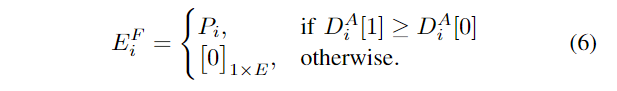 E_i^F = { P_i, if D_i^A[1] ≥ D_i^A[0]
[0]_{1×E}, otherwise. (6)